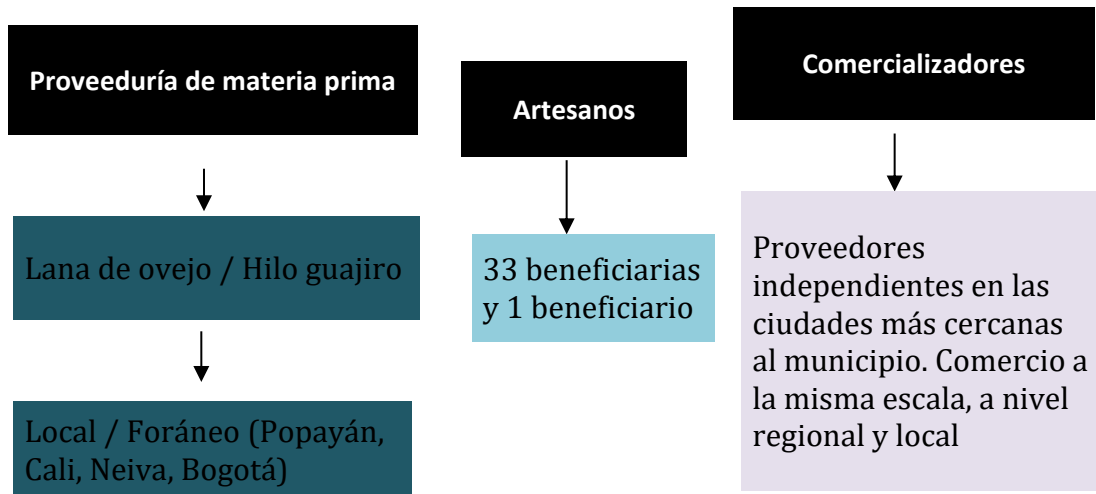 Proveeduría de materia prima
Lana de ovejo / Hilo guajiro
Local / Foráneo (Popayán,
Cali, Neiva, Bogotá)
Artesanos
33 beneficiarias
y 1 beneficiario
Comercializadores
Proveedores
independientes en las
ciudades más cercanas
al municipio. Comercio a
la misma escala, a nivel
regional y local